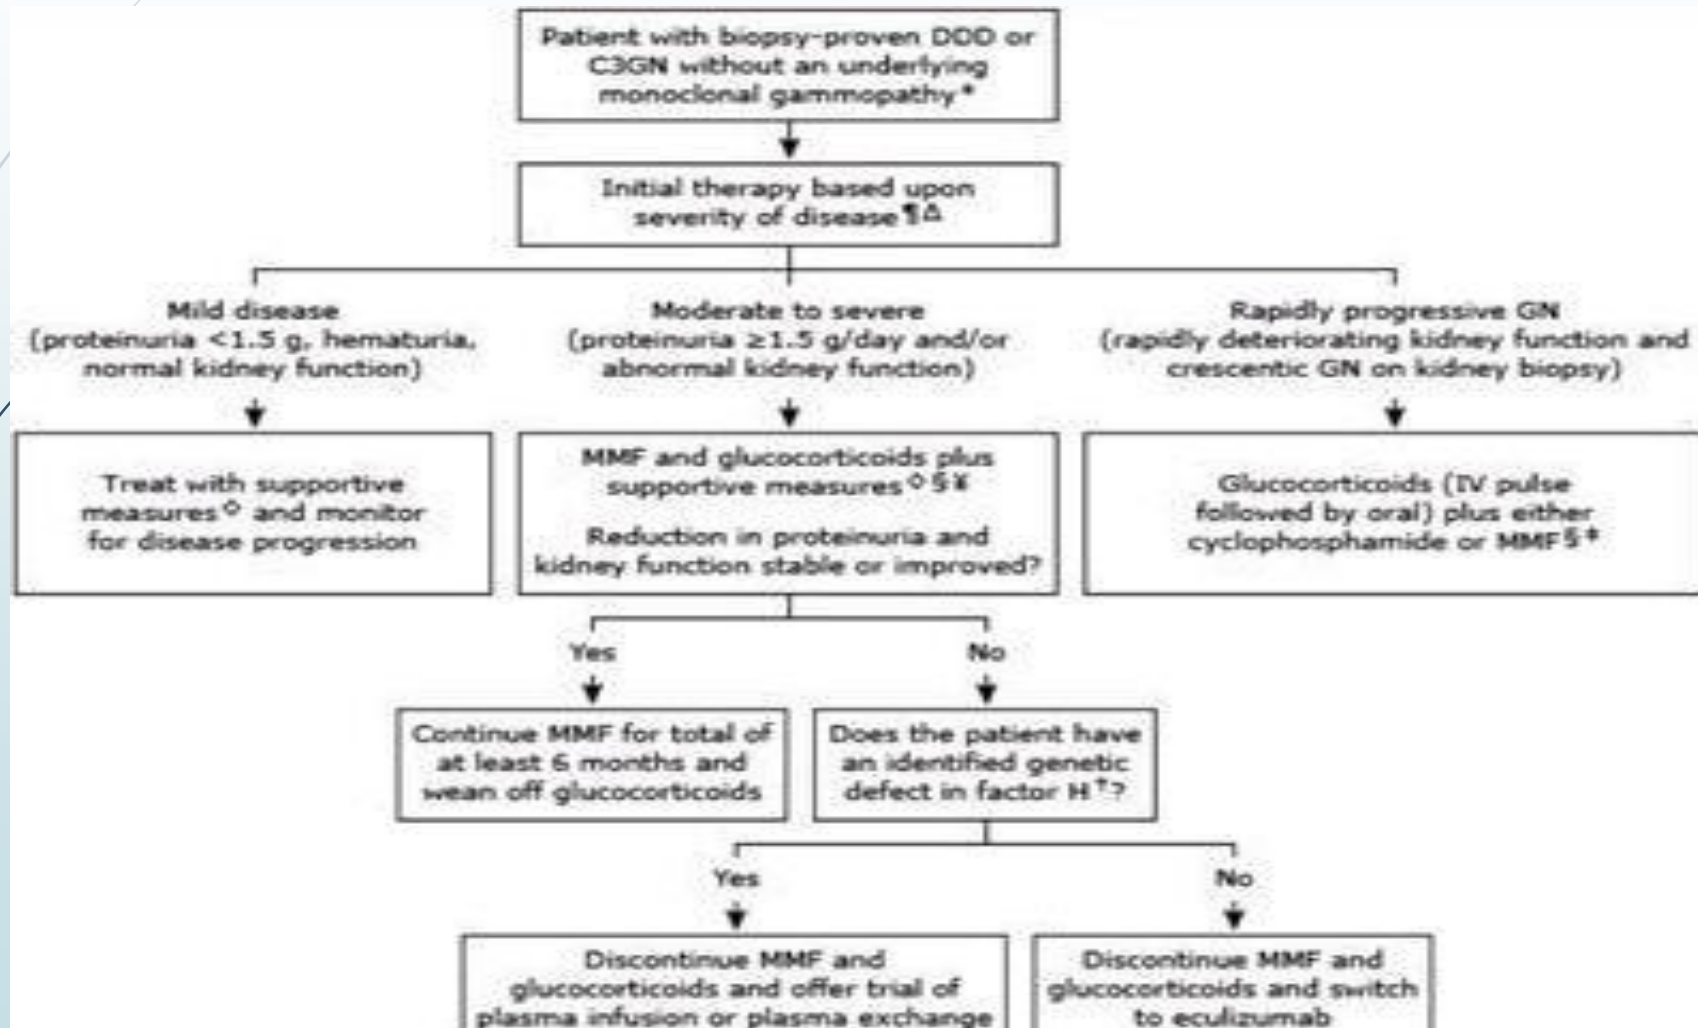 Patient with biopsy-proven DDD or
C3GN without an underlying
monoclonal gammopathy*
Initial therapy based upon
severity of disease¶Δ
Mild disease
(proteinuria <1.5 g, hematuria,
normal kidney function)
Moderate to severe
(proteinuria ≥1.5 g/day and/or
abnormal kidney function)
Rapidly progressive GN
(rapidly deteriorating kidney function and
crescentic GN on kidney biopsy)
Treat with supportive
measures◊ and monitor
for disease progression
MMF and glucocorticoids plus
supportive measures◊§¥
Reduction in proteinuria and
kidney function stable or improved?
Glucocorticoids (IV pulse
followed by oral) plus either
cyclophosphamide or MMF§‡
Yes
No
Continue MMF for total of
at least 6 months and
wean off glucocorticoids
Does the patient have
an identified genetic
defect in factor H†?
Yes
No
Discontinue MMF and
glucocorticoids and offer trial of
plasma infusion or plasma exchange
Discontinue MMF and
glucocorticoids and switch
to eculizumab